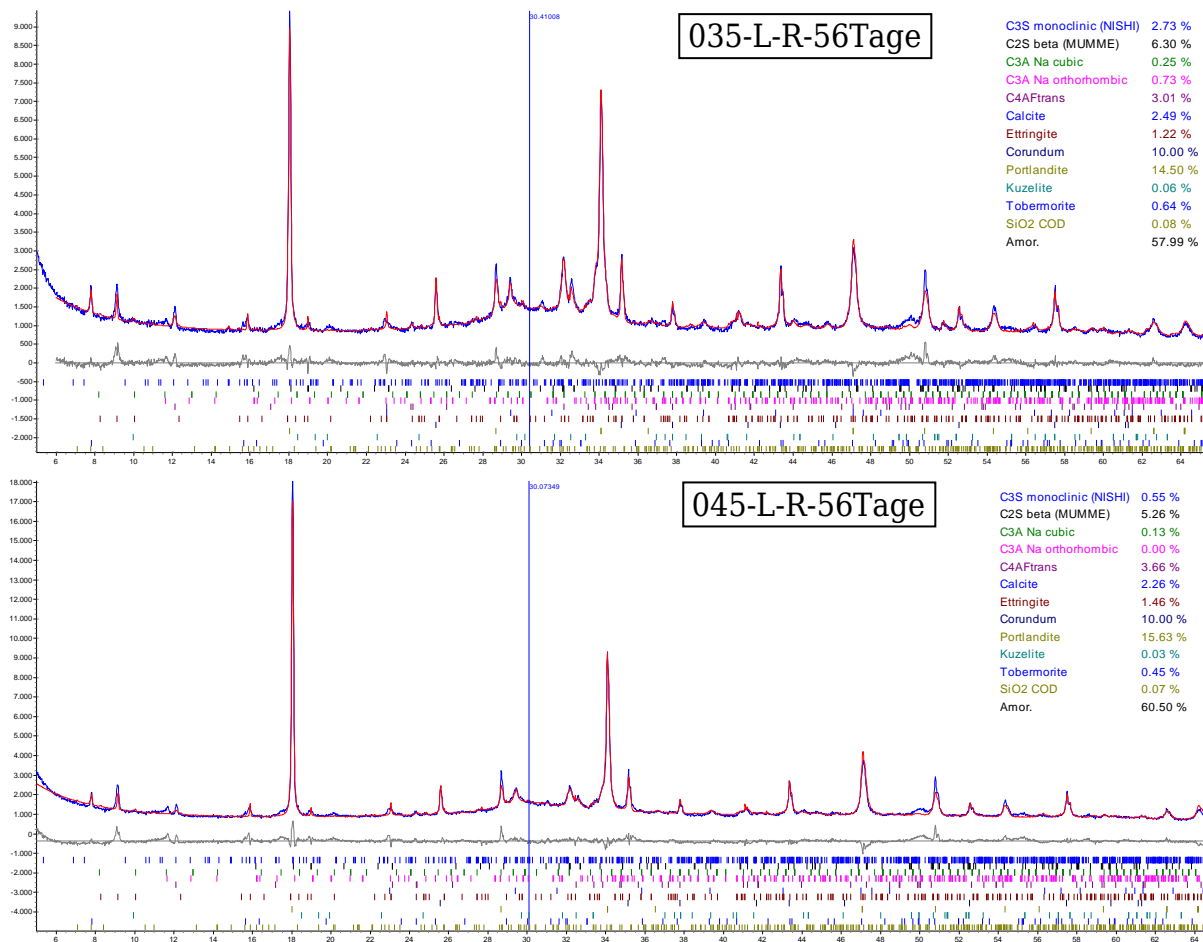 035-L-R-56Tage
30.41008
C3S monoclinic (NISHI) 2.73 %
C2S beta (MUMME) 6.30 %
C3A Na cubic 0.25 %
C3A Na orthorhombic 0.73 %
C4AFtrans 3.01 %
Calcite 2.49 %
Ettringite 1.22 %
Corundum 10.00 %
Portlandite 14.50 %
Kuzelite 0.06 %
Tobermorite 0.64 %
SiO2 COD 0.08 %
Amor. 57.99 %
9.000
8.500
8.000
7.500
7.000
6.500
6.000
5.500
5.000
4.500
4.000
3.500
3.000
2.500
2.000
1.500
1.000
500
0
-500
-1.000
-1.500
-2.000
6 8 10 12 14 16 18 20 22 24 26 28 30 32 34 36 38 40 42 44 46 48 50 52 54 56 58 60 62 64
045-L-R-56Tage
30.07349
C3S monoclinic (NISHI) 0.55 %
C2S beta (MUMME) 5.26 %
C3A Na cubic 0.13 %
C3A Na orthorhombic 0.00 %
C4AFtrans 3.66 %
Calcite 2.26 %
Ettringite 1.46 %
Corundum 10.00 %
Portlandite 15.63 %
Kuzelite 0.03 %
Tobermorite 0.45 %
SiO2 COD 0.07 %
Amor. 60.50 %
18.000
17.000
16.000
15.000
14.000
13.000
12.000
11.000
10.000
9.000
8.000
7.000
6.000
5.000
4.000
3.000
2.000
1.000
0
-1.000
-2.000
-3.000
-4.000
6 8 10 12 14 16 18 20 22 24 26 28 30 32 34 36 38 40 42 44 46 48 50 52 54 56 58 60 62